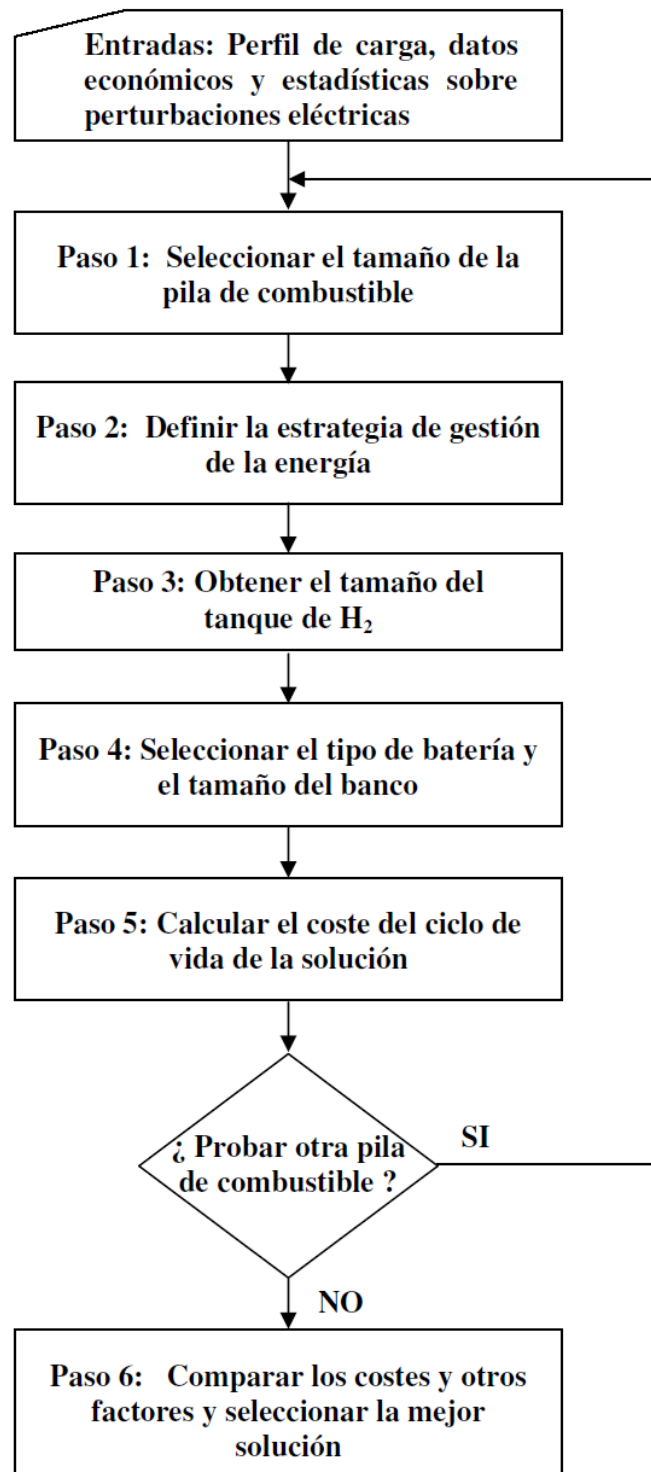 Entradas: Perfil de carga, datos
económicos y estadísticas sobre
perturbaciones eléctricas
Paso 1: Seleccionar el tamaño de la
pila de combustible
Paso 2: Definir la estrategia de gestión
de la energía
Paso 3: Obtener el tamaño del
tanque de H₂
Paso 4: Seleccionar el tipo de batería y
el tamaño del banco
Paso 5: Calcular el coste del ciclo de
vida de la solución
¿ Probar otra pila
de combustible ?
SI
NO
Paso 6: Comparar los costes y otros
factores y seleccionar la mejor
solución